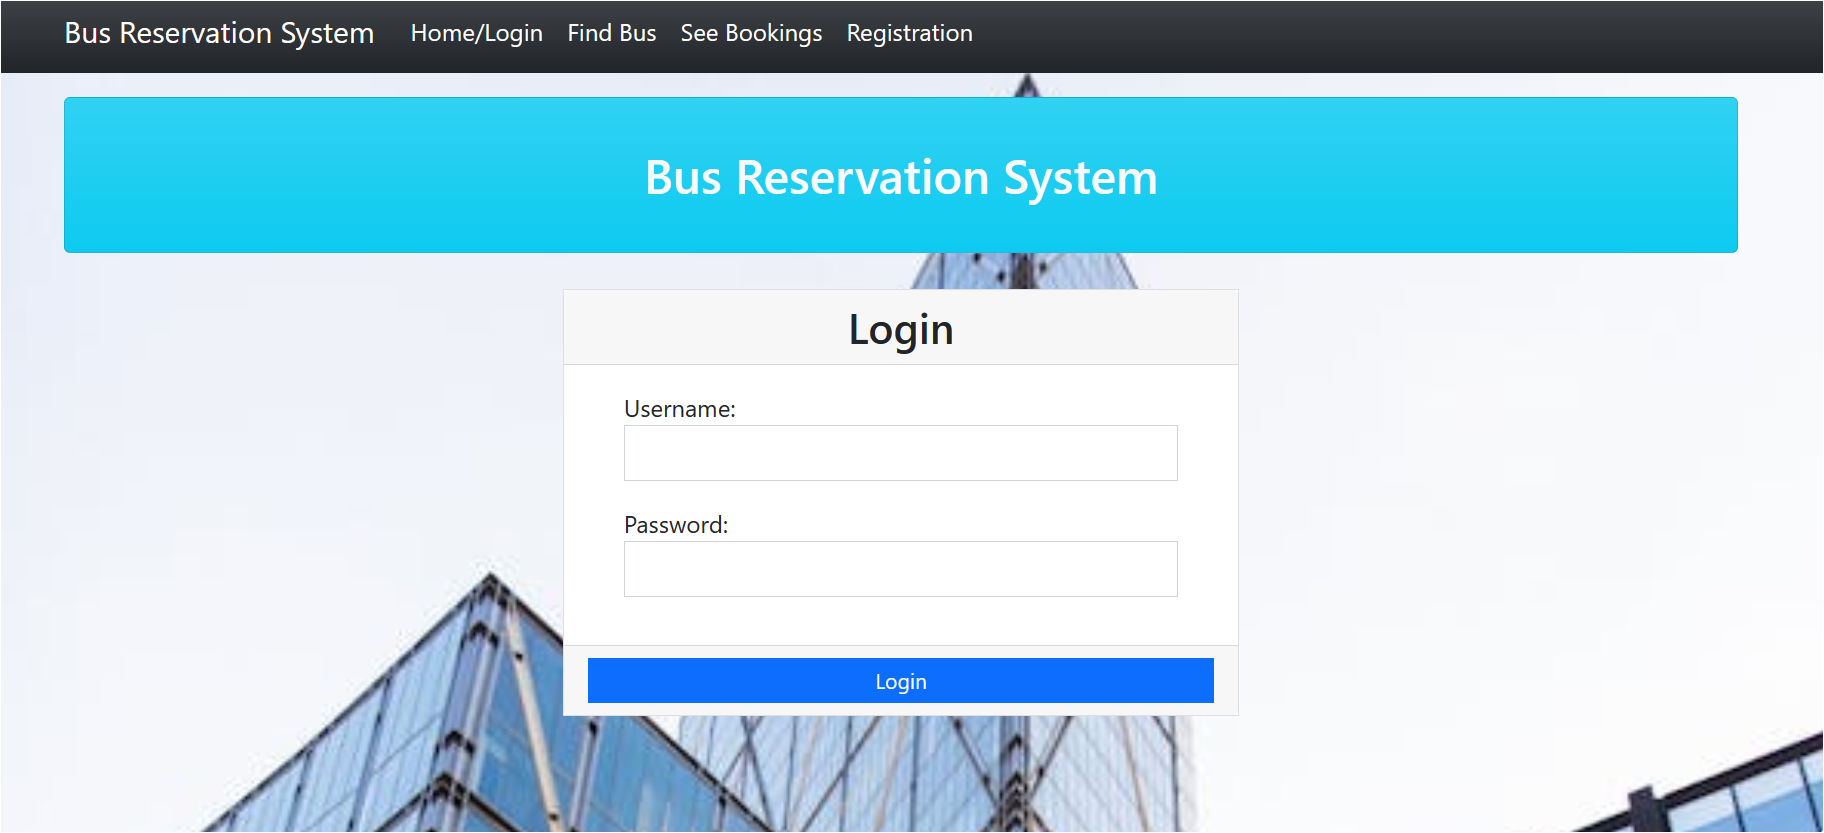 Bus Reservation System Home/Login Find Bus See Bookings Registration
Bus Reservation System
Login
Username:
Password:
Login